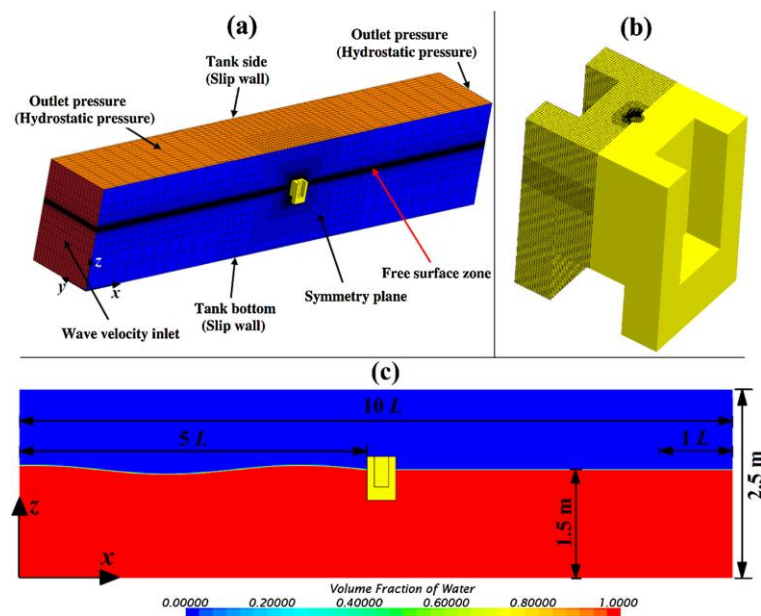 (a)
(b)
Outlet pressure
(Hydrostatic pressure)
Tank side
(Slip wall)
Outlet pressure
(Hydrostatic pressure)
z
y
x
Free surface zone
Symmetry plane
Tank bottom
(Slip wall)
Wave velocity inlet
(c)
10 L
5 L
1 L
2.5 m
1.5 m
z
x
Volume Fraction of Water
0.00000 0.20000 0.40000 0.60000 0.80000 1.0000